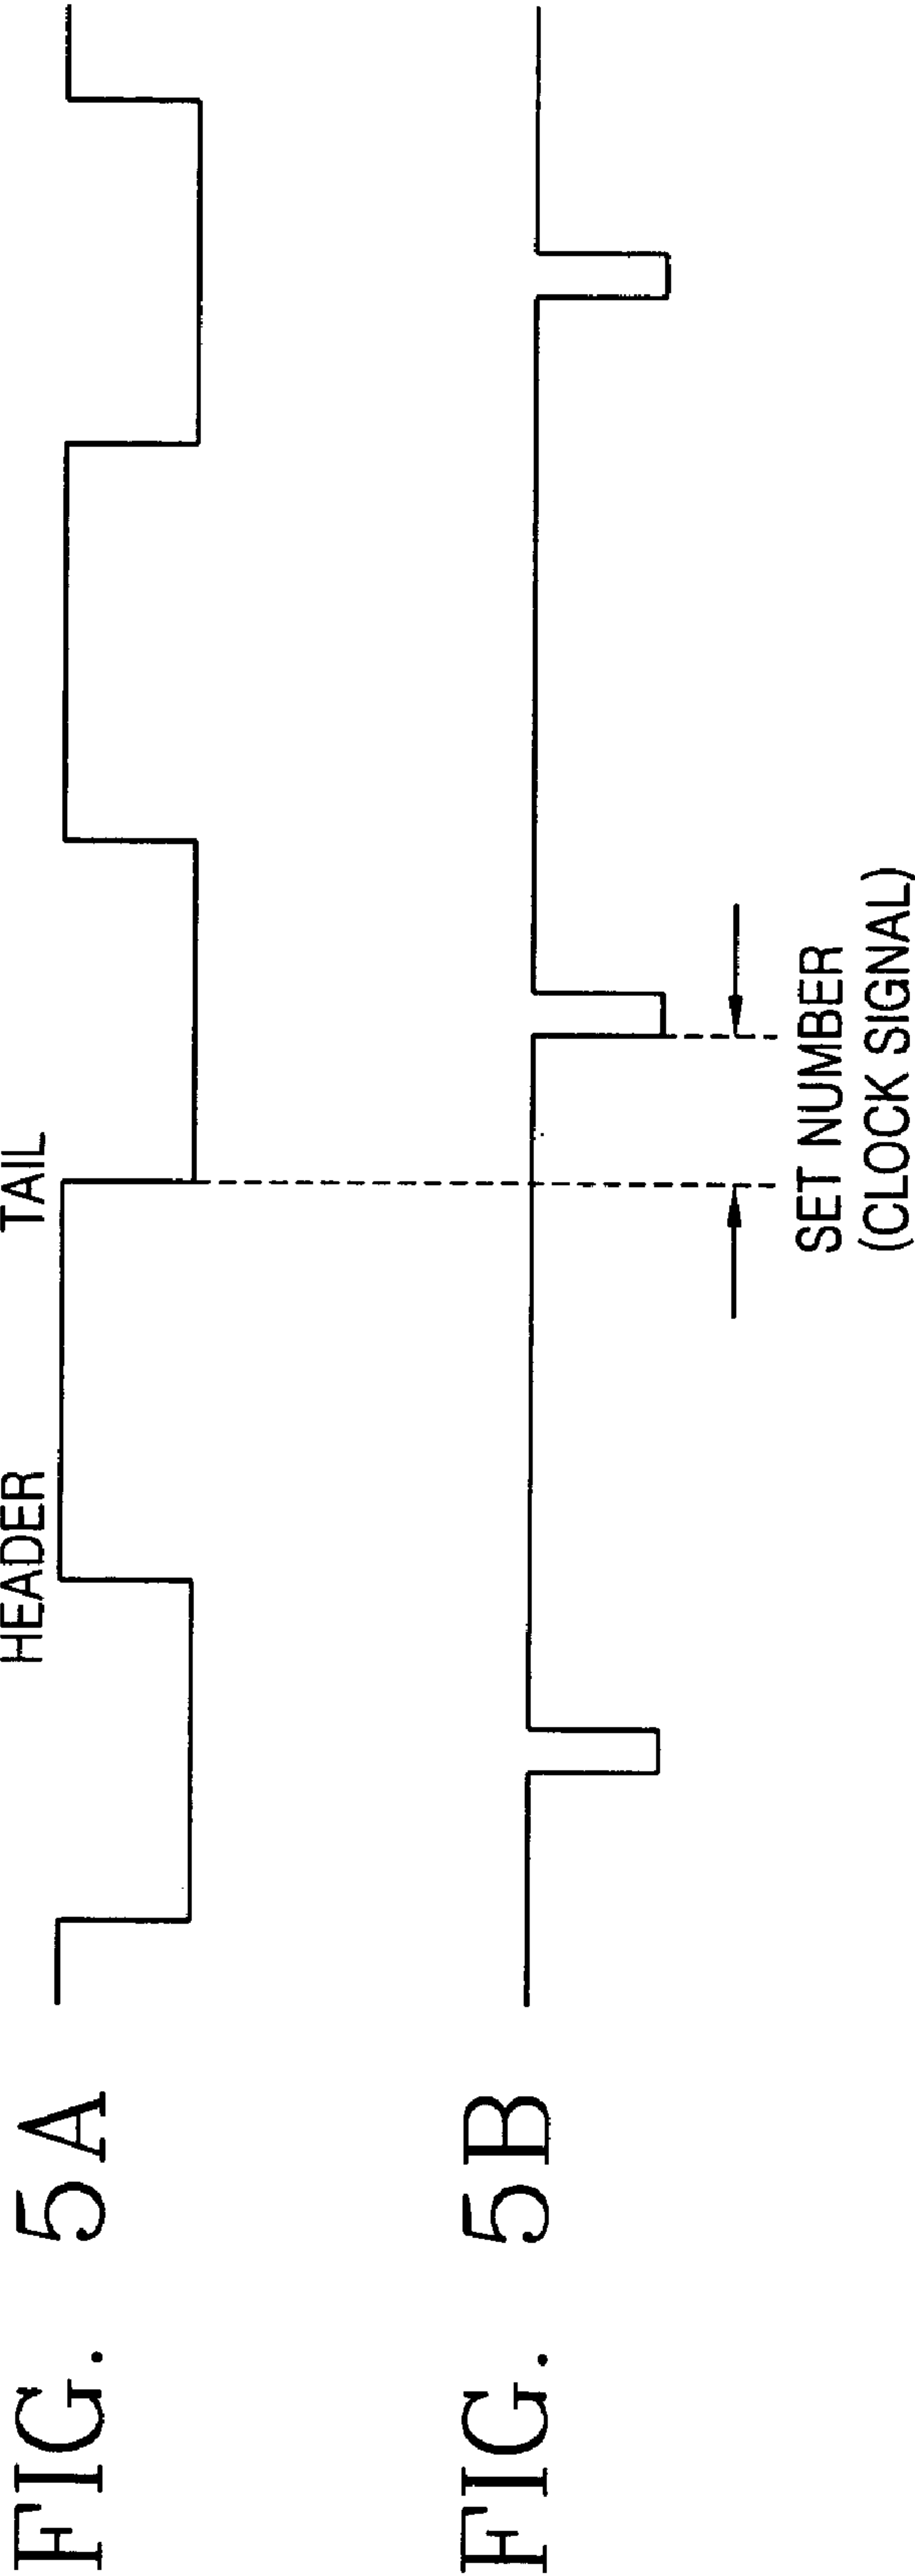 HEADER
TAIL
FIG. 5A
FIG. 5B
SET NUMBER
(CLOCK SIGNAL)